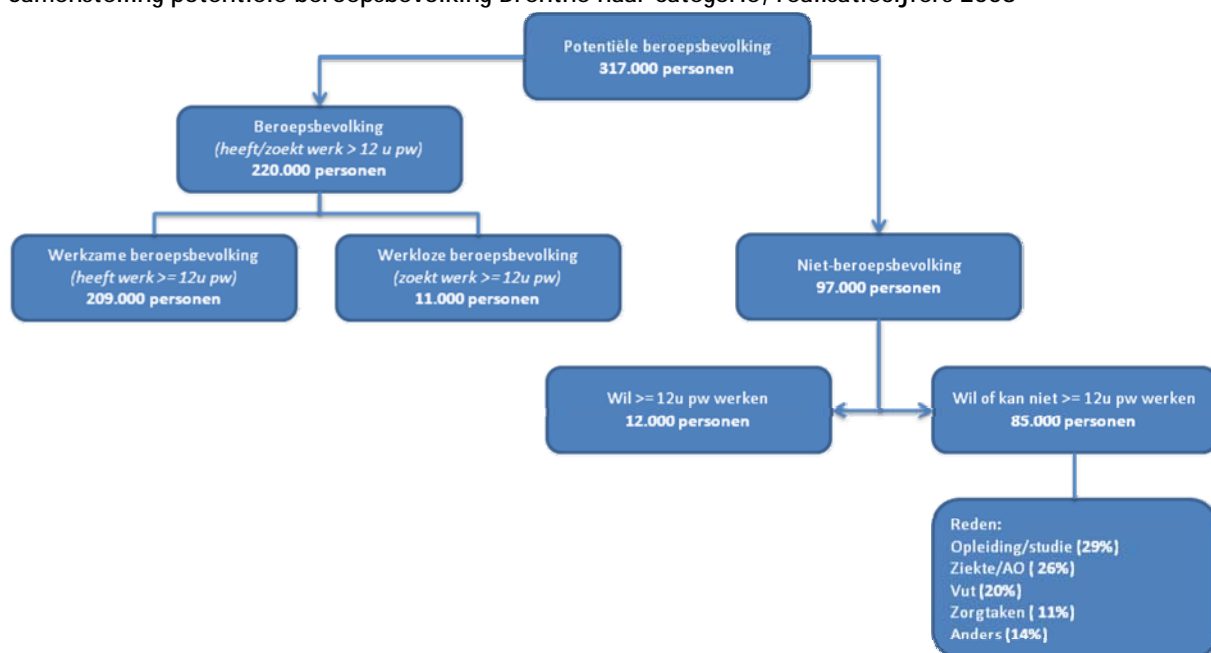 Potentiële beroepsbevolking
317.000 personen
Beroepsbevolking
(heeft/zoekt werk > 12 u pw)
220.000 personen
Werkzame beroepsbevolking
(heeft werk >= 12u pw)
209.000 personen
Werkloze beroepsbevolking
(zoekt werk >= 12u pw)
11.000 personen
Niet-beroepsbevolking
97.000 personen
Wil >= 12u pw werken
12.000 personen
Wil of kan niet >= 12u pw werken
85.000 personen
Reden:
Opleiding/studie (29%)
Ziekte/AO ( 26%)
Vut (20%)
Zorgtaken ( 11%)
Anders (14%)